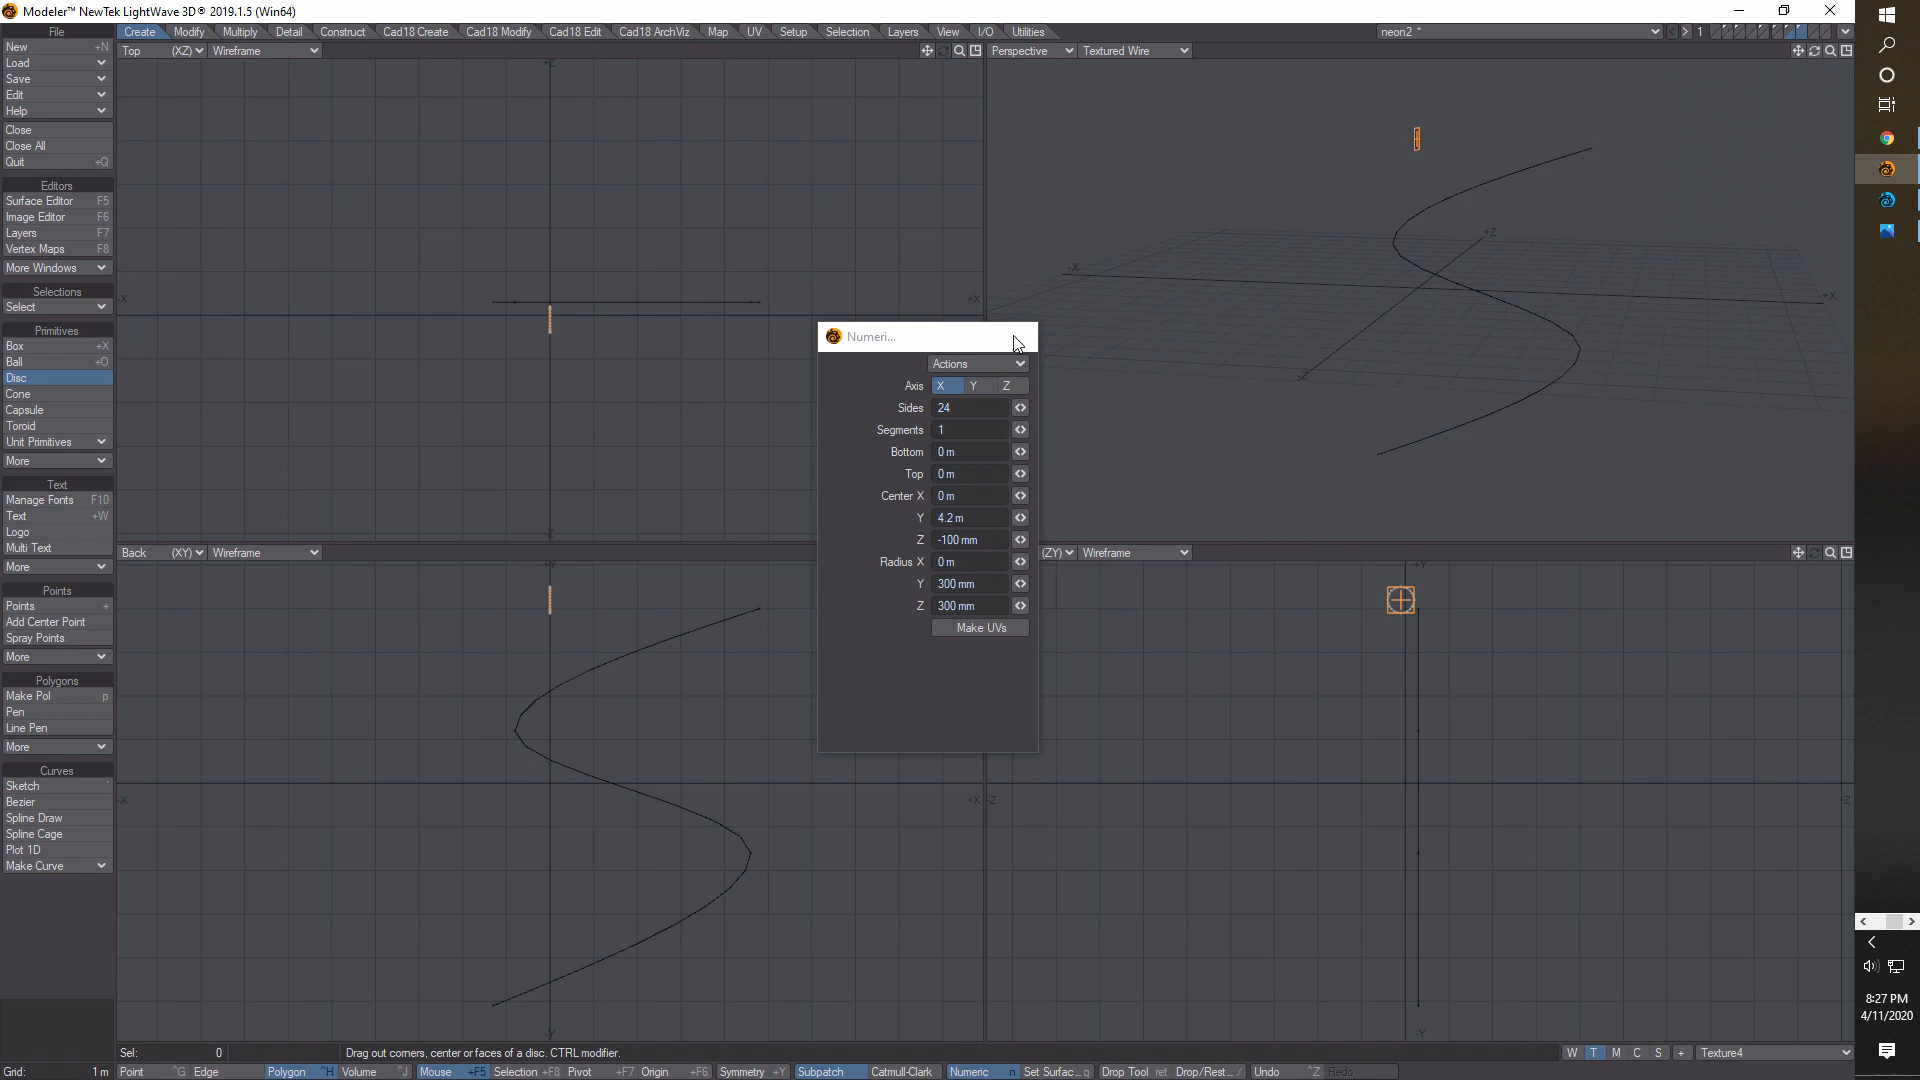 Modeler™ NewTek LightWave 3D® 2019.1.5 (Win64)
File Create Modify Multiply Detail Construct Cad18 Create Cad18 Modify Cad18 Edit Cad18 ArchViz Map UV Setup Selection Layers View I/O Utilities neon2 * 1
New +N
Load
Save
Edit
Help
Close
Close All
Quit +Q
Editors
Surface Editor F5
Image Editor F6
Layers F7
Vertex Maps F8
More Windows
Selections
Select
Primitives
Box +X
Ball +O
Disc
Cone
Capsule
Toroid
Unit Primitives
More
Text
Manage Fonts F10
Text +W
Logo
Multi Text
More
Points
Points +
Add Center Point
Spray Points
More
Polygons
Make Pol p
Pen
Line Pen
More
Curves
Sketch
Bezier
Spline Draw
Spline Cage
Plot 1D
Make Curve
Top (XZ) Wireframe
+Z
-X +X
-Z
Perspective Textured Wire
+Z
-X
+X
Numeri...
Actions
Axis X Y Z
Sides 24
Segments 1
Bottom 0 m
Top 0 m
Center X 0 m
Y 4.2 m
Z -100 mm
Radius X 0 m
Y 300 mm
Z 300 mm
Make UVs
Back (XY) Wireframe
+Y
-X +X
-Y
(ZY) Wireframe
+Y
-Z +Z
-Y
8:27 PM
4/11/2020
Sel: 0 Drag out corners, center or faces of a disc. CTRL modifier. W T M C S + Texture4
Grid: 1 m Point ^G Edge Polygon ^H Volume ^J Mouse +F5 Selection +F8 Pivot +F7 Origin +F6 Symmetry +Y Subpatch Catmull-Clark Numeric n Set Surfac... q Drop Tool ret Drop/Rest... / Undo ^Z Redo